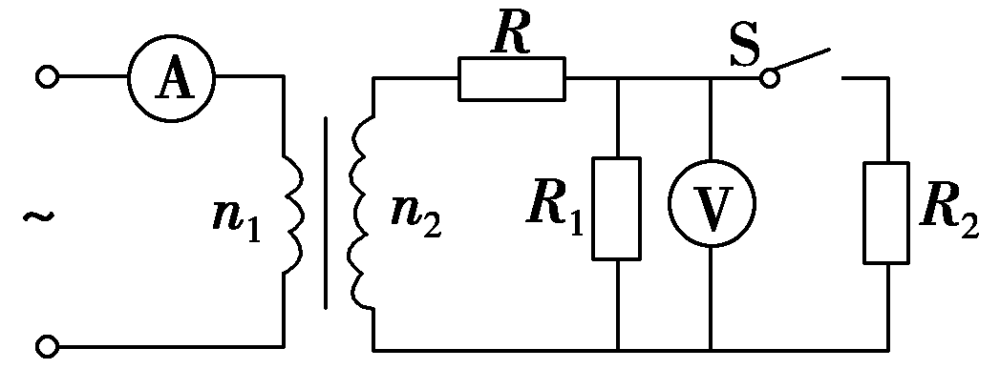 R
S
A
n₁
n₂
R₁
V
R₂
~